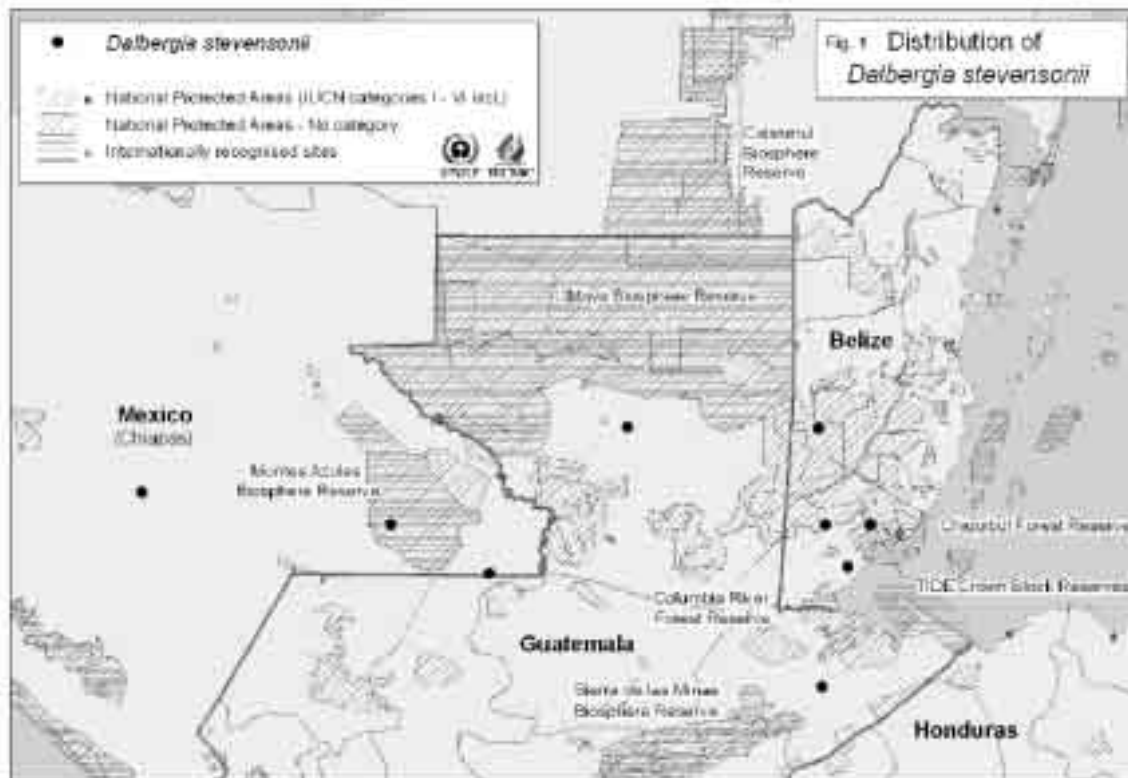 Dalbergia stevensonii
National Protected Areas (IUCN categories I - VI incl.)
National Protected Areas - No category
Internationally recognised sites
Fig. 1 Distribution of
Dalbergia stevensonii
Calakmul
Biosphere
Reserve
Maya Biosphere Reserve
Belize
Mexico
(Chiapas)
Montes Azules
Biosphere Reserve
Forest Reserve
TIDE Crown Block Reserves
Columbia River
Forest Reserve
Guatemala
Sierra de las Minas
Biosphere Reserve
Honduras